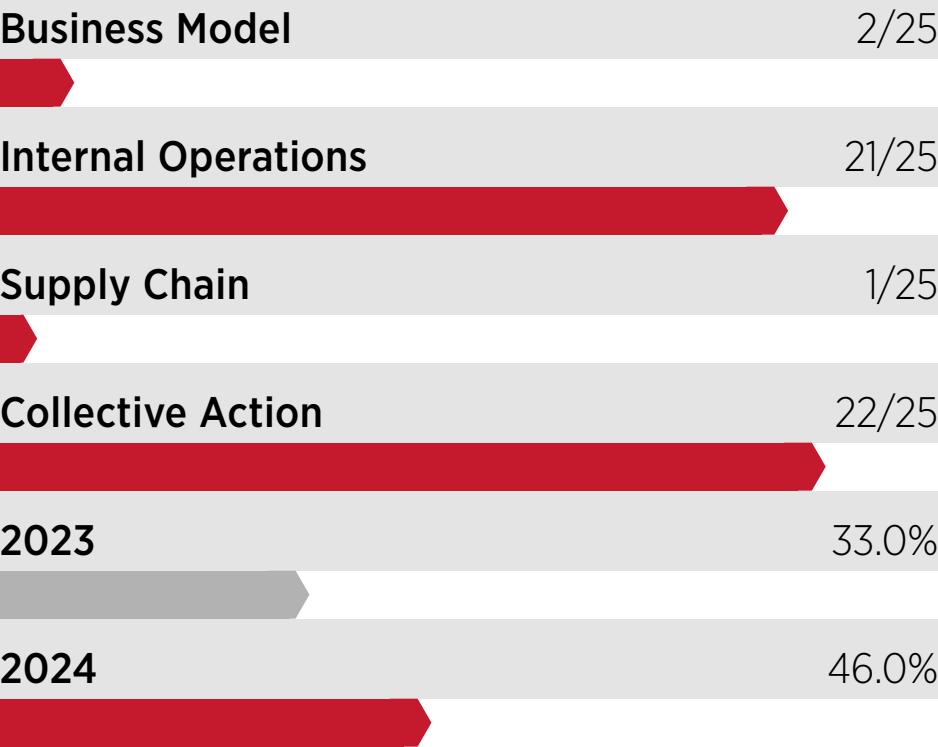 Business Model 2/25
Internal Operations 21/25
Supply Chain 1/25
Collective Action 22/25
2023 33.0%
2024 46.0%